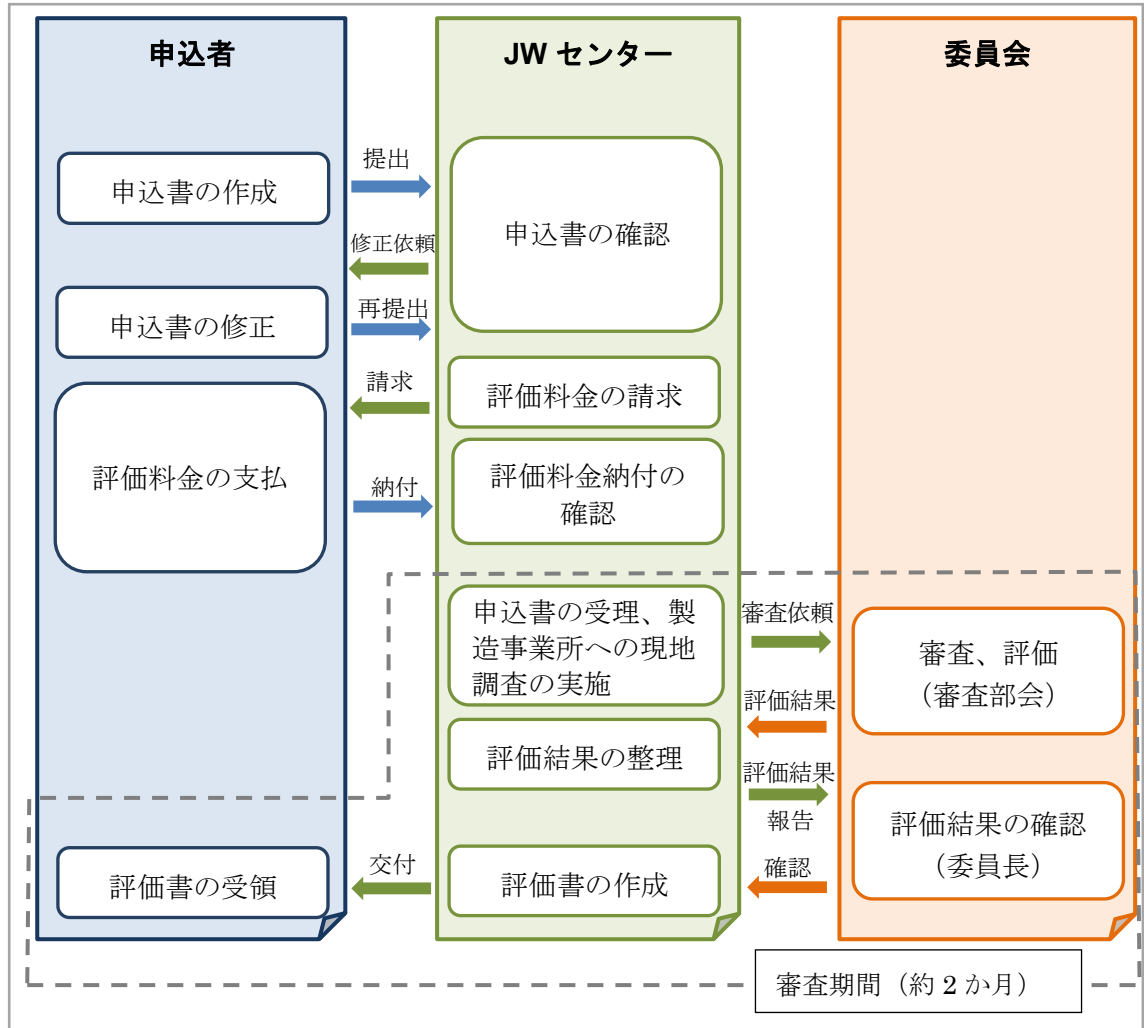 申込者
JW センター
委員会
提出
申込書の作成
申込書の確認
修正依頼
申込書の修正
再提出
請求
評価料金の請求
評価料金の支払
納付
評価料金納付の
確認
申込書の受理、製
造事業所への現地
調査の実施
審査依頼
審査、評価
（審査部会）
評価結果
評価結果の整理
評価結果
報告
評価結果の確認
（委員長）
確認
評価書の作成
交付
評価書の受領
審査期間（約 2 か月）